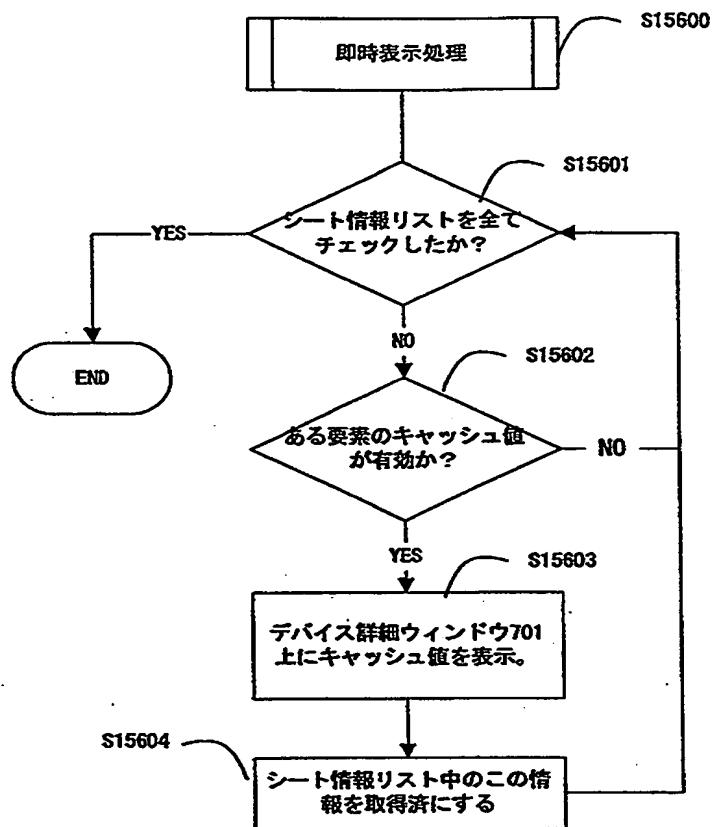 S15600
即時表示処理
S15601
シート情報リストを全て
チェックしたか？
YES
NO
END
S15602
ある要素のキャッシュ値
が有効か？
NO
YES
S15603
デバイス詳細ウィンドウ701
上にキャッシュ値を表示。
S15604
シート情報リスト中のこの情
報を取得済にする